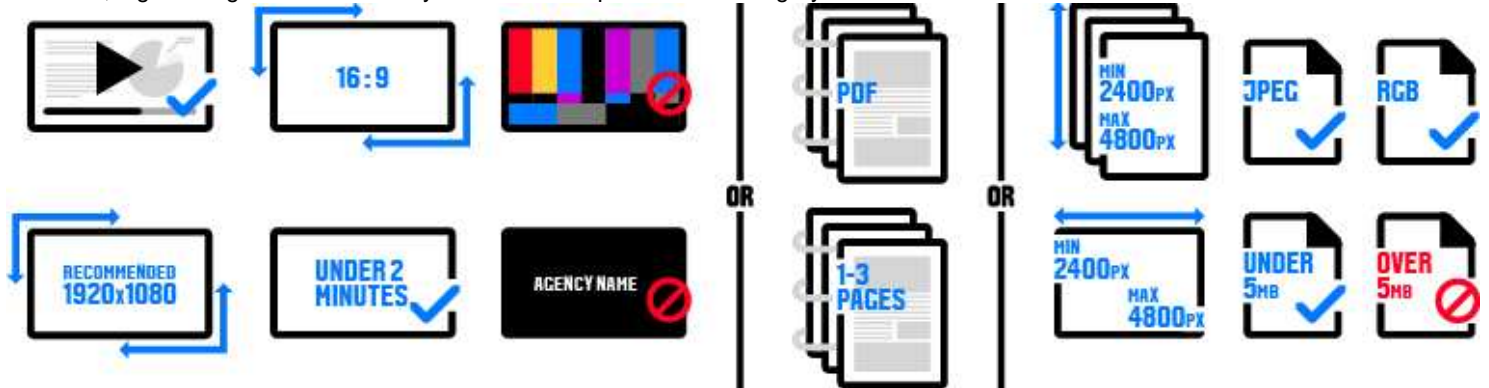 16:9
RECOMMENDED
1920x1080
UNDER 2
MINUTES
AGENCY NAME
OR
PDF
1-3
PAGES
OR
MIN
2400PX
MAX
4800PX
JPEG
RGB
MIN
2400PX
MAX
4800PX
UNDER
5MB
OVER
5MB